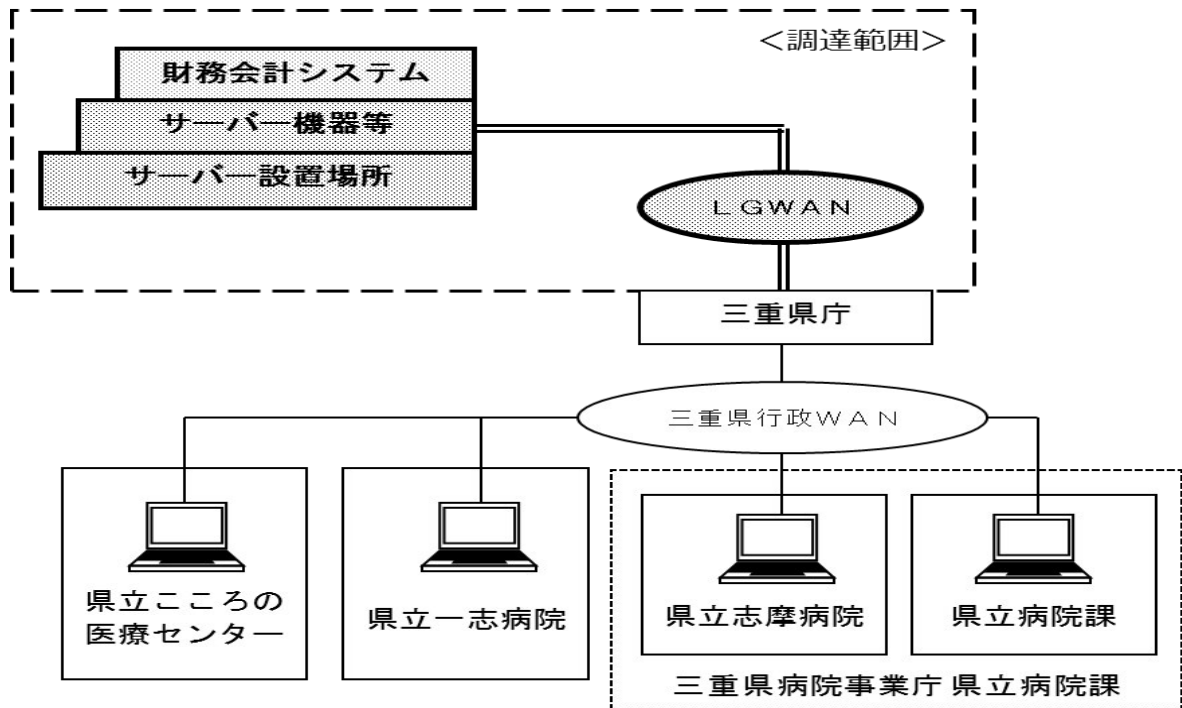 ＜調達範囲＞
財務会計システム
サーバー機器等
サーバー設置場所
ＬＧＷＡＮ
三重県庁
三重県行政ＷＡＮ
県立こころの
医療センター
県立一志病院
県立志摩病院
県立病院課
三重県病院事業庁 県立病院課